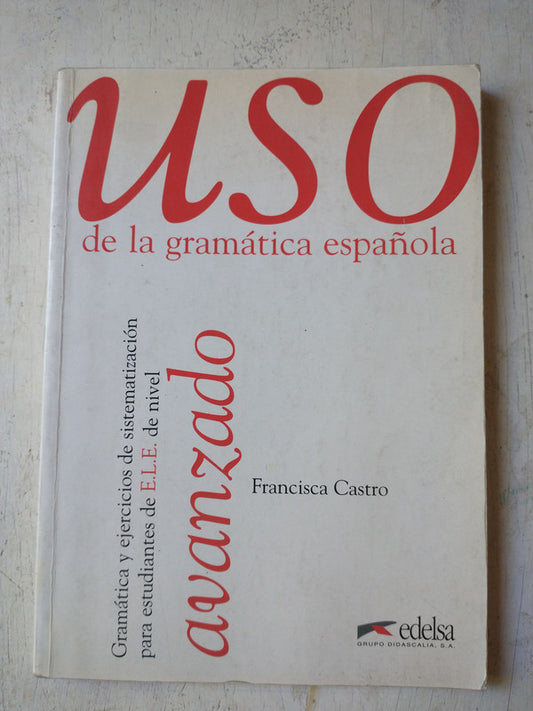 uso
de la gramática española
Gramática y ejercicios de sistematización
para estudiantes de E.L.E. de nivel
avanzado
Francisca Castro
edelsa
GRUPO DIDASCALIA, S.A.